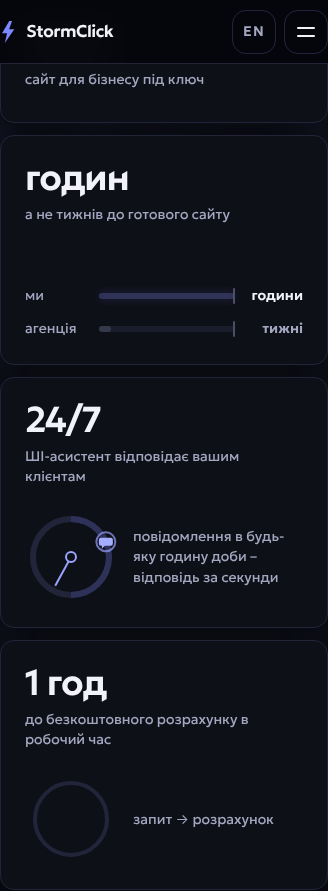 StormClick
EN
сайт для бізнесу під ключ
годин
а не тижнів до готового сайту
ми години
агенція тижні
24/7
ШІ-асистент відповідає вашим
клієнтам
повідомлення в будь-
яку годину доби –
відповідь за секунди
1 год
до безкоштовного розрахунку в
робочий час
запит → розрахунок